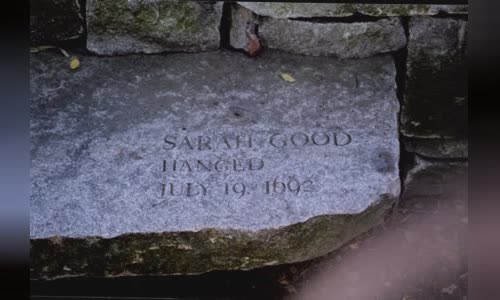 SARAH GOOD
HANGED
JULY 19, 1692